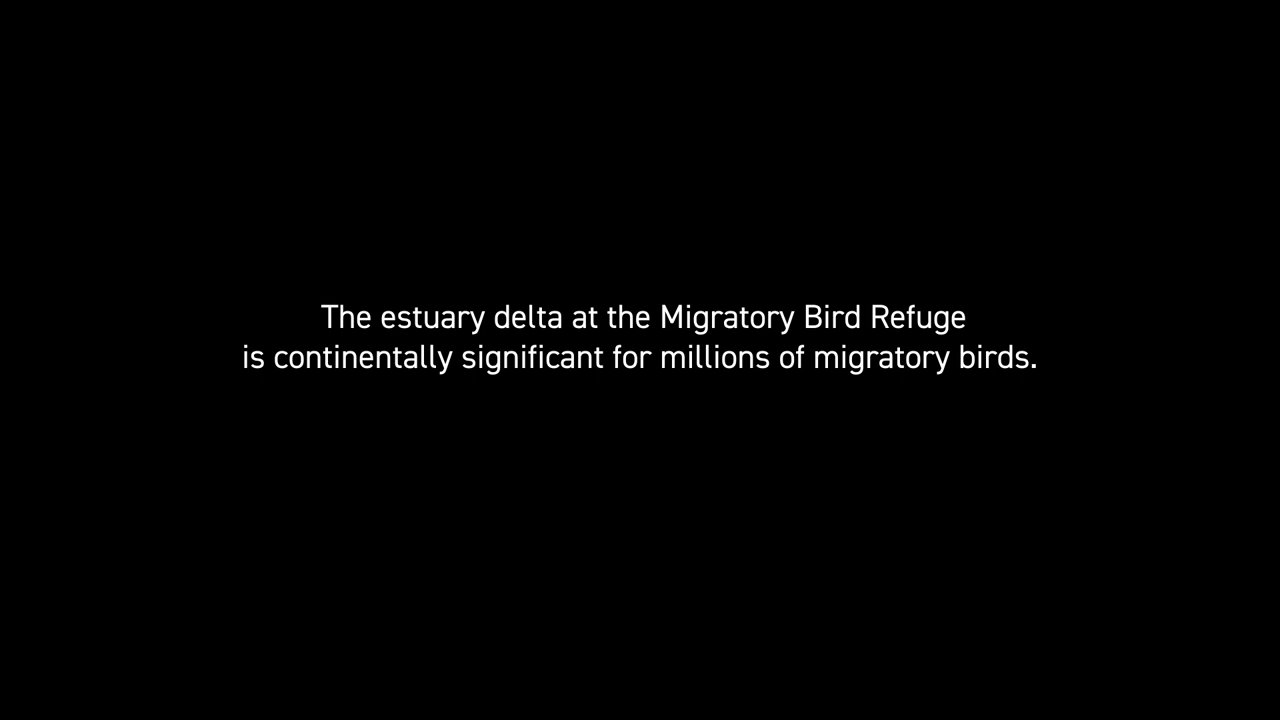 The estuary delta at the Migratory Bird Refuge
is continentally significant for millions of migratory birds.